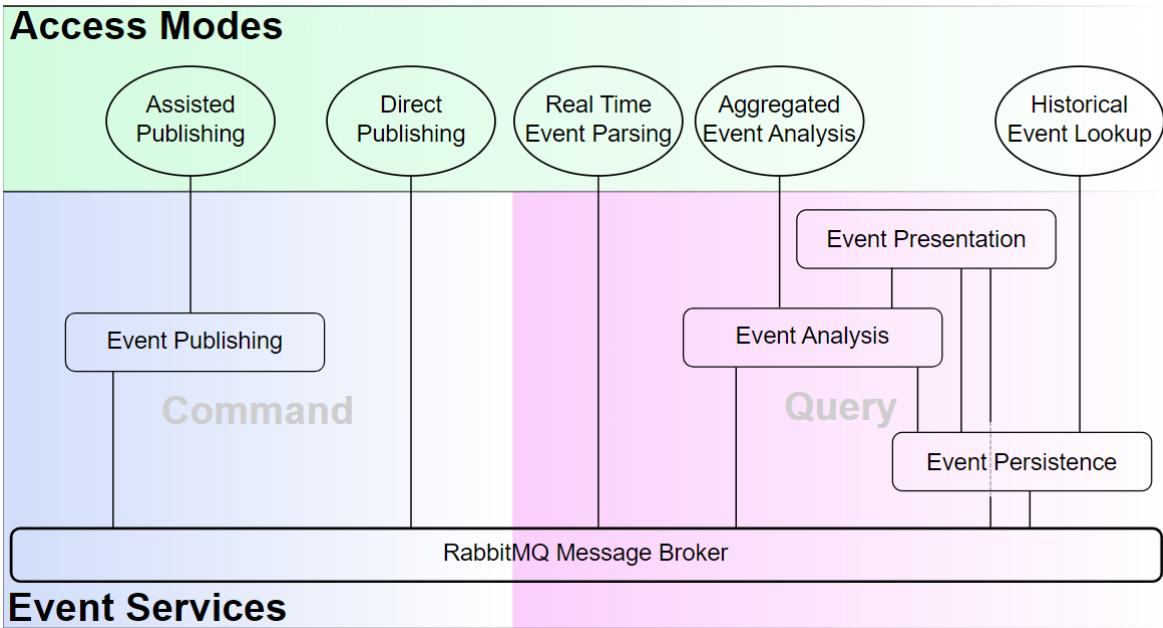 Access Modes
Assisted
Publishing
Direct
Publishing
Real Time
Event Parsing
Aggregated
Event Analysis
Historical
Event Lookup
Event Presentation
Event Publishing
Event Analysis
Command
Query
Event Persistence
RabbitMQ Message Broker
Event Services